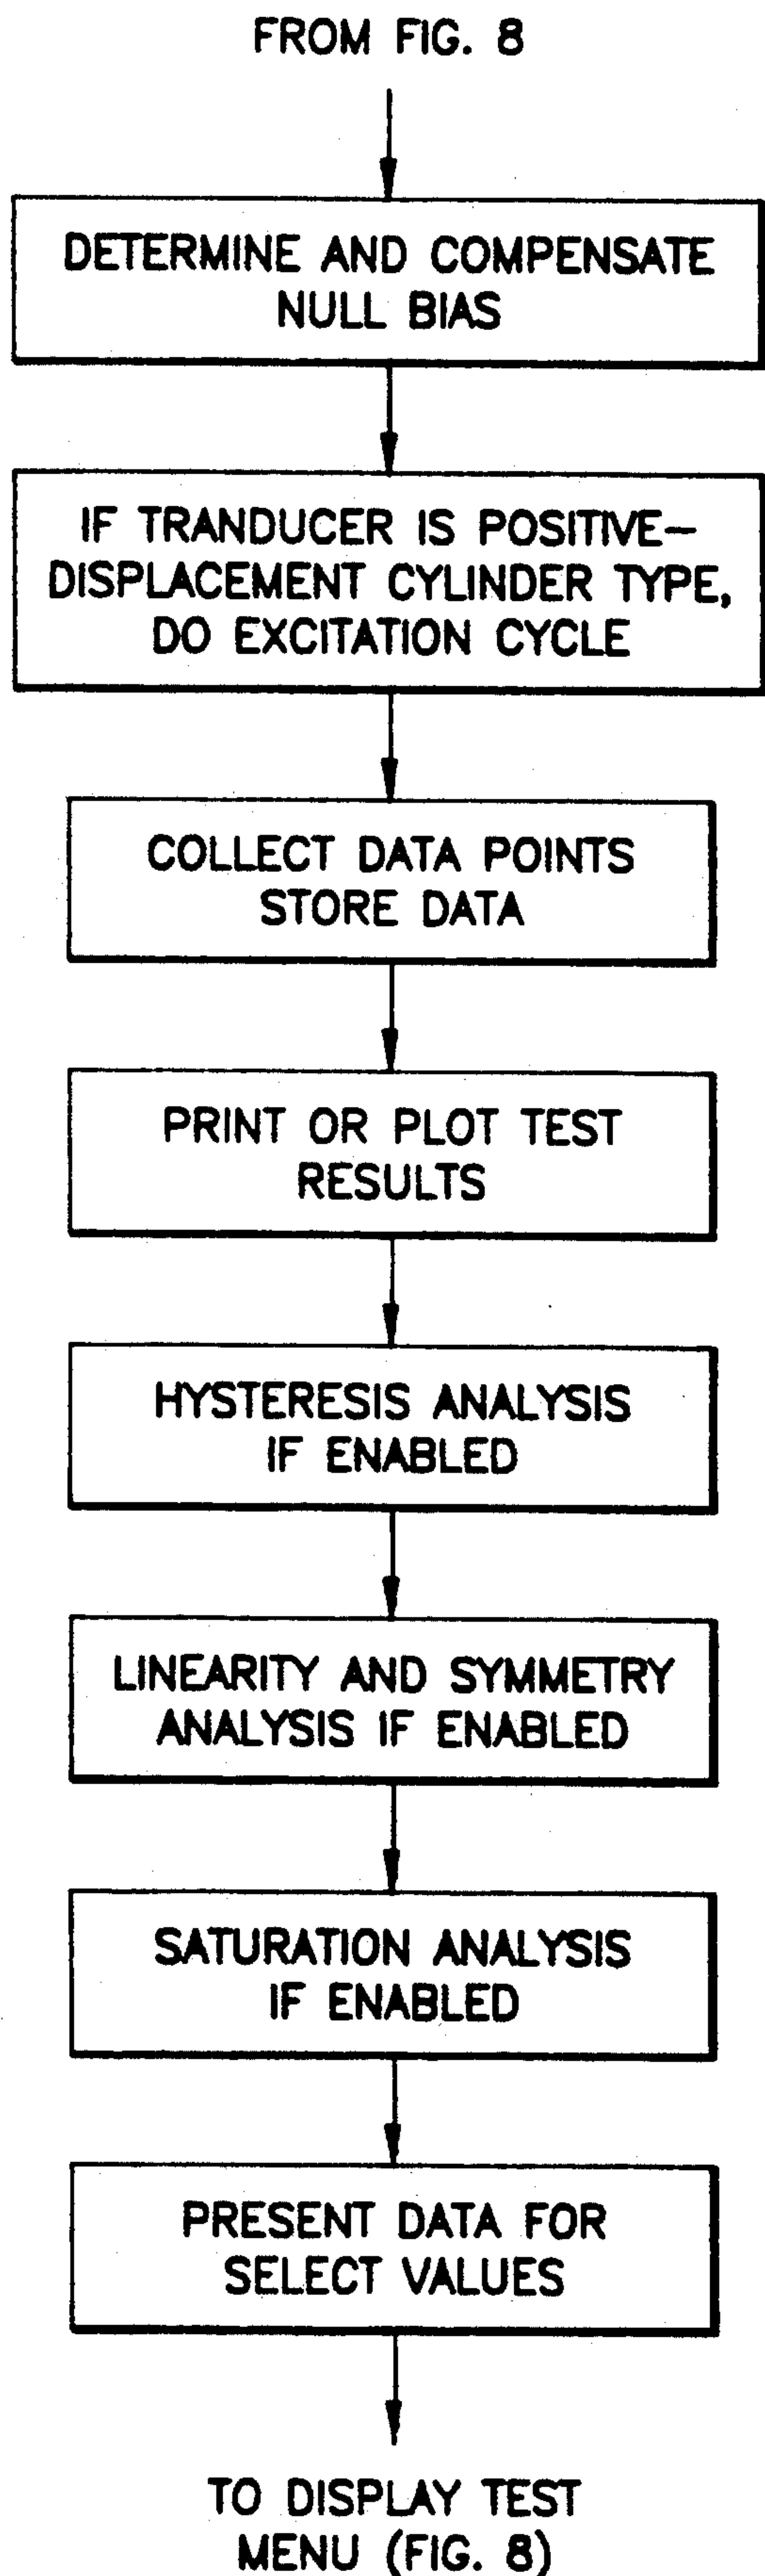 FROM FIG. 8
DETERMINE AND COMPENSATE
NULL BIAS
IF TRANDUCER IS POSITIVE-
DISPLACEMENT CYLINDER TYPE,
DO EXCITATION CYCLE
COLLECT DATA POINTS
STORE DATA
PRINT OR PLOT TEST
RESULTS
HYSTERESIS ANALYSIS
IF ENABLED
LINEARITY AND SYMMETRY
ANALYSIS IF ENABLED
SATURATION ANALYSIS
IF ENABLED
PRESENT DATA FOR
SELECT VALUES
TO DISPLAY TEST
MENU (FIG. 8)